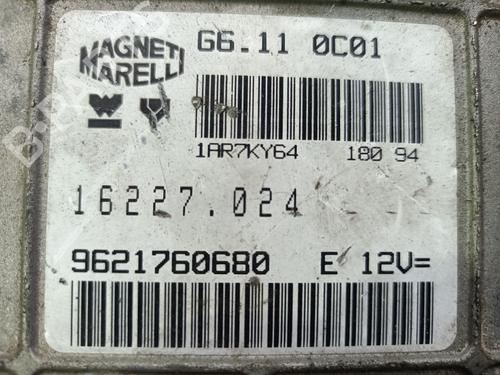 MAGNETI
MARELLI
G6.11 0C01
1AR7KY64 180 94
16227.024
9621760680 E 12V=